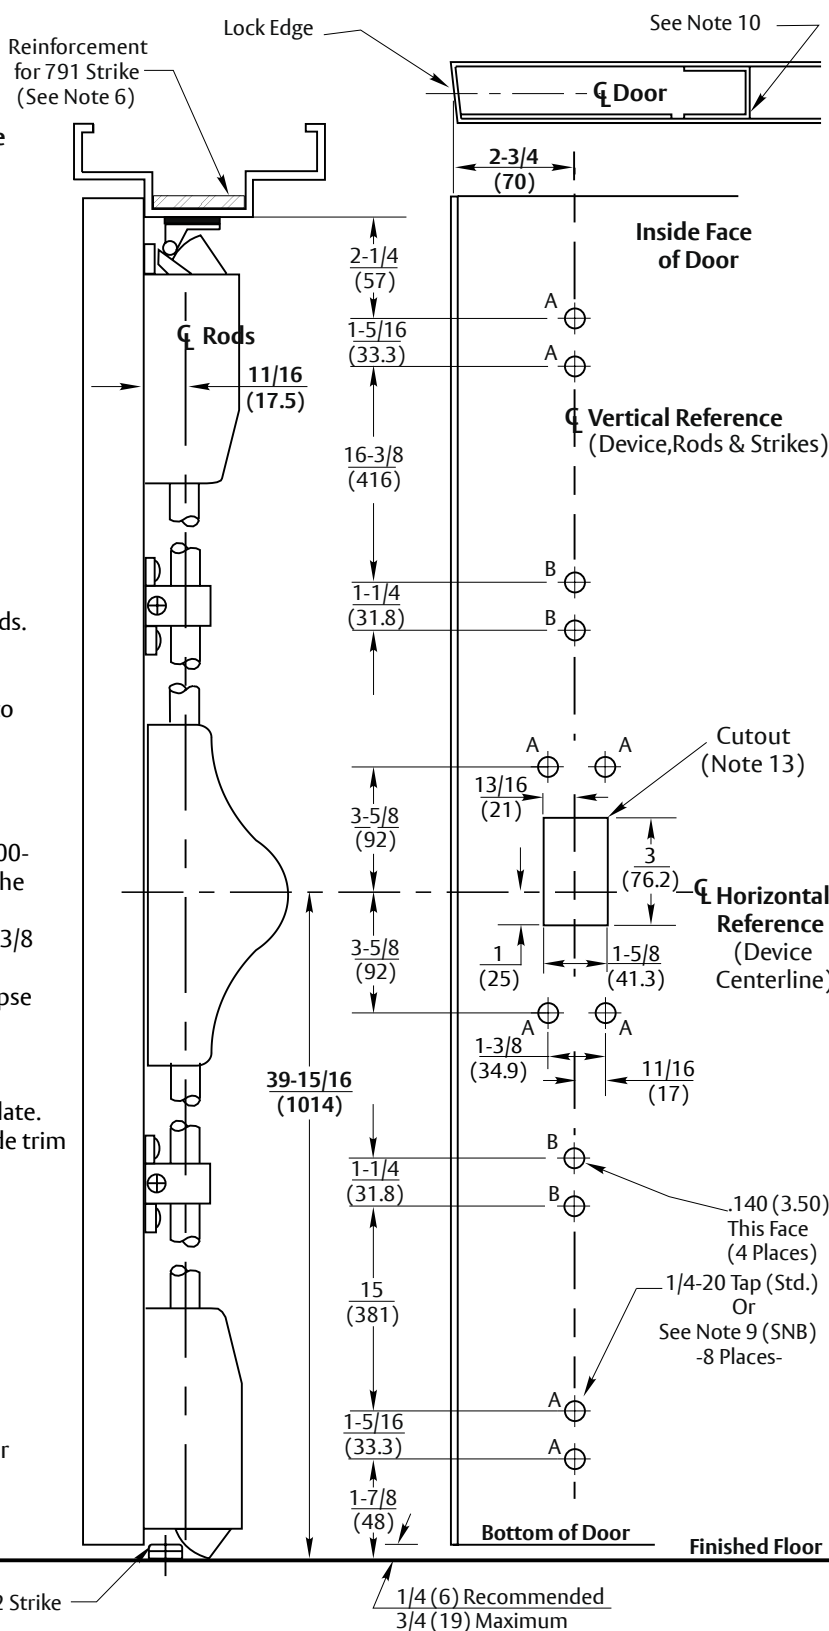 Lock Edge
See Note 10
Reinforcement
for 791 Strike
(See Note 6)
℄ Door
2-3/4
(70)
Inside Face
of Door
2-1/4
(57)
A
1-5/16
(33.3)
A
℄ Rods
11/16
(17.5)
℄ Vertical Reference
(Device,Rods & Strikes)
16-3/8
(416)
B
1-1/4
(31.8)
B
ds.
A
A
Cutout
(Note 13)
13/16
(21)
3-5/8
(92)
00-
he
3
(76.2)
℄ Horizontal
Reference
(Device
Centerline)
3/8
3-5/8
(92)
1
(25)
1-5/8
(41.3)
A
A
1-3/8
(34.9)
11/16
(17)
39-15/16
(1014)
late.
de trim
B
1-1/4
(31.8)
B
.140 (3.50)
This Face
(4 Places)
1/4-20 Tap (Std.)
Or
See Note 9 (SNB)
-8 Places-
15
(381)
A
1-5/16
(33.3)
A
1-7/8
(48)
Bottom of Door
Finished Floor
Strike
1/4 (6) Recommended
3/4 (19) Maximum